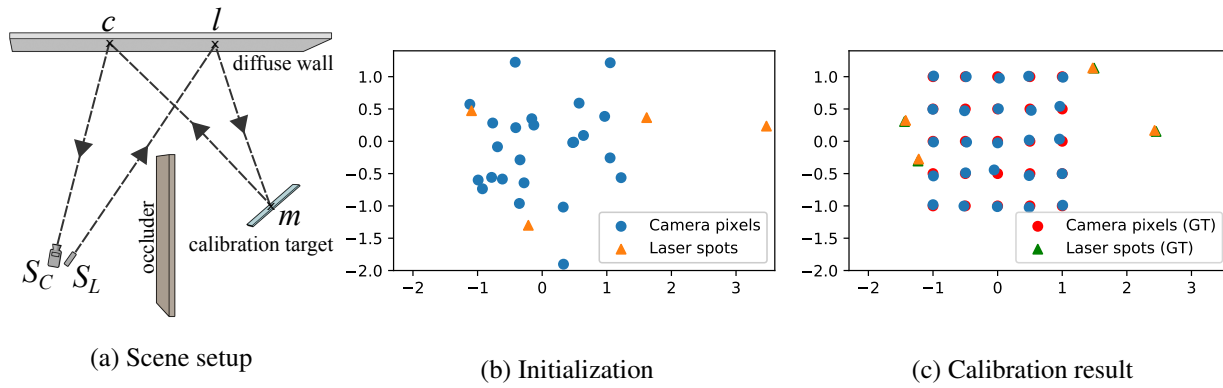 c
l
diffuse wall
occluder
m
calibration target
S_C
S_L
(a) Scene setup
1.0
0.5
0.0
−0.5
−1.0
−1.5
−2.0
−2
−1
0
1
2
3
Camera pixels
Laser spots
(b) Initialization
1.0
0.5
0.0
−0.5
−1.0
−1.5
−2.0
−2
−1
0
1
2
3
Camera pixels (GT)
Laser spots (GT)
(c) Calibration result